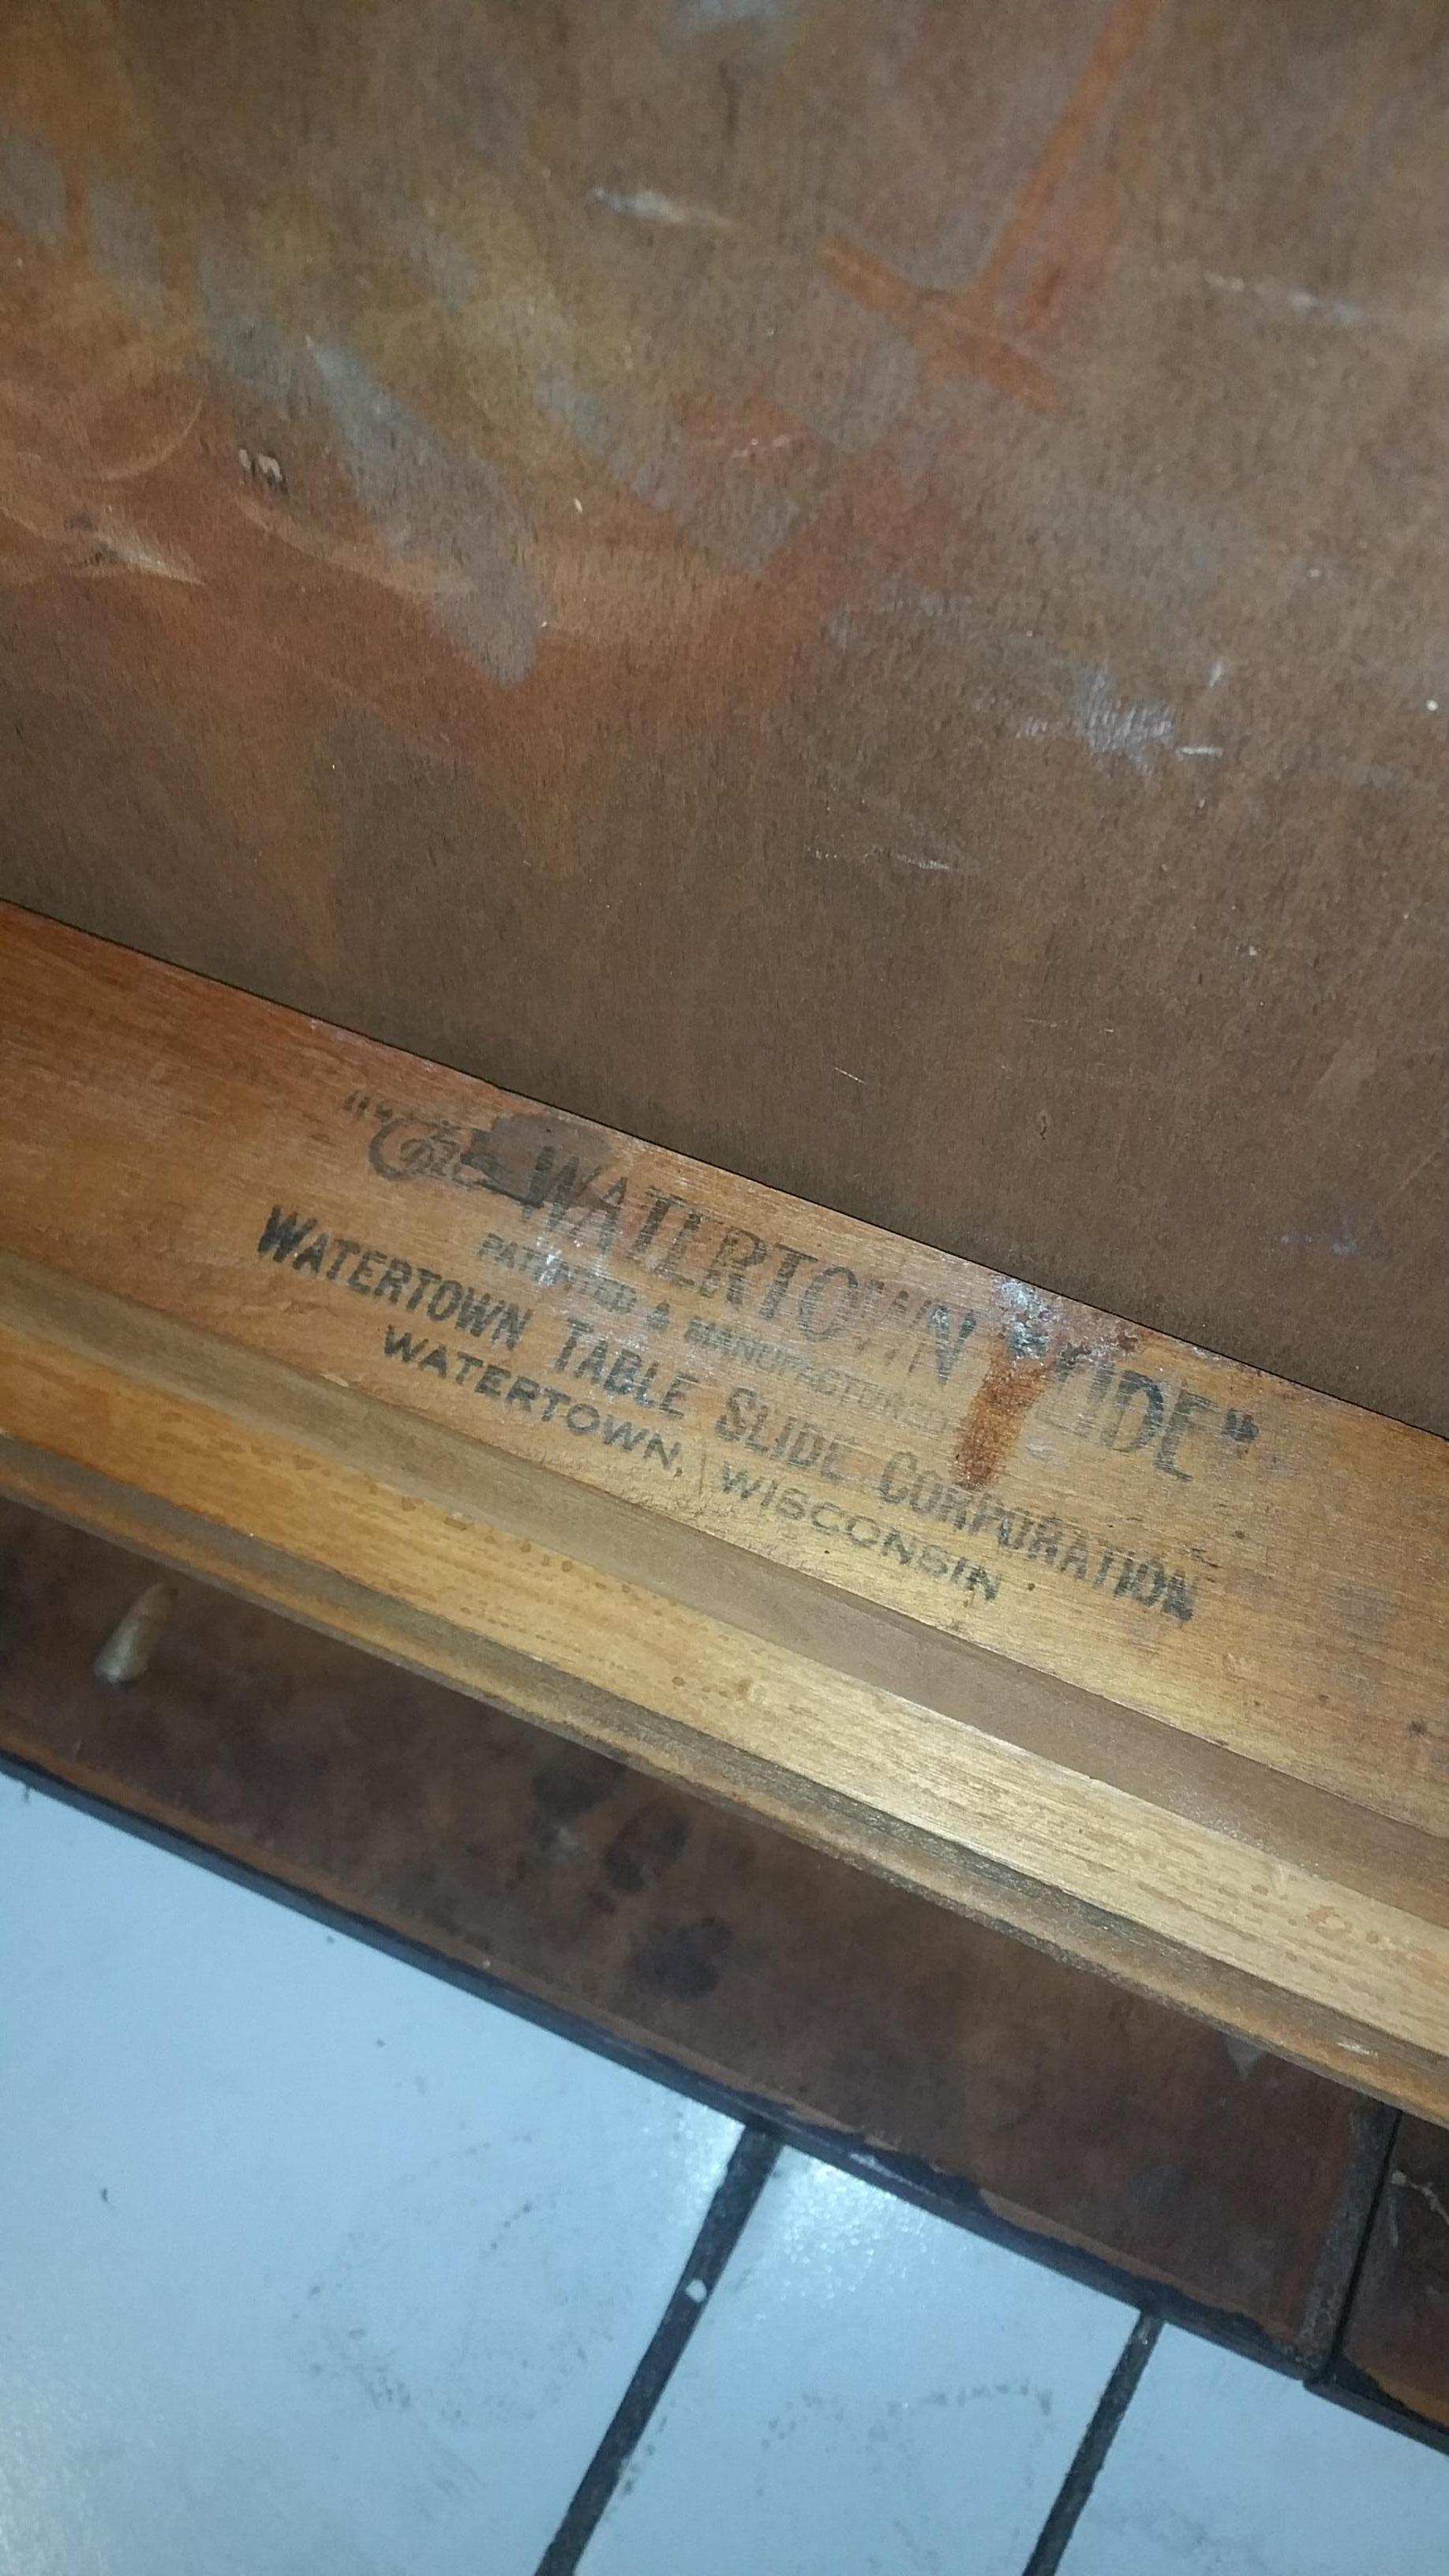 "The WATERTOWN SLIDE"
PATENTED & MANUFACTURED
WATERTOWN TABLE SLIDE CORPORATION
WATERTOWN, WISCONSIN